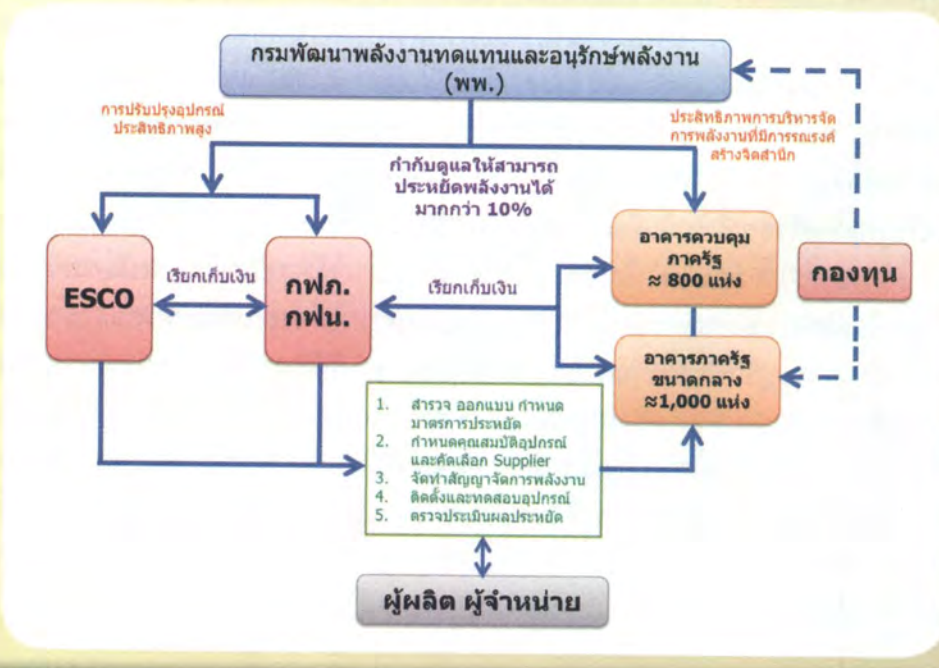 กรมพัฒนาพลังงานทดแทนและอนุรักษ์พลังงาน
(พพ.)
การปรับปรุงอุปกรณ์
ประสิทธิภาพสูง
ประสิทธิภาพการบริหารจัด
การพลังงานที่มีการรณรงค์
สร้างจิตสำนึก
กำกับดูแลให้สามารถ
ประหยัดพลังงานได้
มากกว่า 10%
ESCO
เรียกเก็บเงิน
กฟภ.
กฟน.
เรียกเก็บเงิน
อาคารควบคุม
ภาครัฐ
≈ 800 แห่ง
กองทุน
อาคารภาครัฐ
ขนาดกลาง
≈1,000 แห่ง
1. สำรวจ ออกแบบ กำหนด
มาตรการประหยัด
2. กำหนดคุณสมบัติอุปกรณ์
และคัดเลือก Supplier
3. จัดทำสัญญาจัดการพลังงาน
4. ติดตั้งและทดสอบอุปกรณ์
5. ตรวจประเมินผลประหยัด
ผู้ผลิต ผู้จำหน่าย